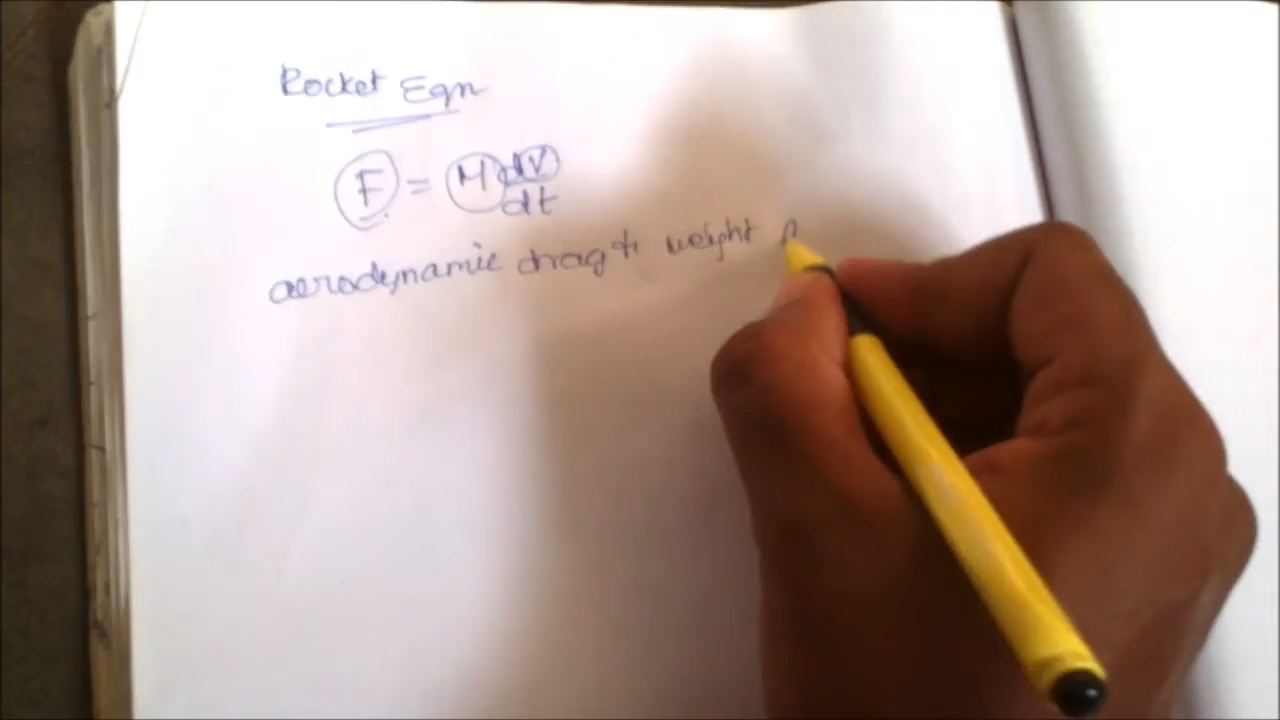 Rocket Eqn
F = M dV/dt
aerodynamic drag & weight